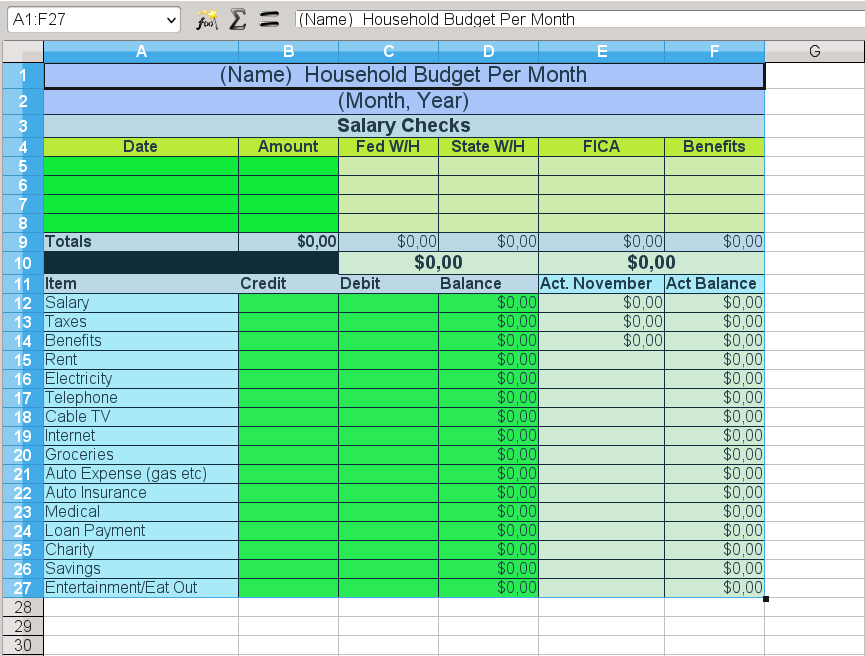 A1:F27 f(x) Σ = (Name)  Household Budget Per Month
A B C D E F G
1 (Name)  Household Budget Per Month
2 (Month, Year)
3 Salary Checks
4 Date Amount Fed W/H State W/H FICA Benefits
5
6
7
8
9 Totals $0,00 $0,00 $0,00 $0,00 $0,00
10 $0,00 $0,00
11 Item Credit Debit Balance Act. November Act Balance
12 Salary $0,00 $0,00 $0,00
13 Taxes $0,00 $0,00 $0,00
14 Benefits $0,00 $0,00 $0,00
15 Rent $0,00 $0,00
16 Electricity $0,00 $0,00
17 Telephone $0,00 $0,00
18 Cable TV $0,00 $0,00
19 Internet $0,00 $0,00
20 Groceries $0,00 $0,00
21 Auto Expense (gas etc) $0,00 $0,00
22 Auto Insurance $0,00 $0,00
23 Medical $0,00 $0,00
24 Loan Payment $0,00 $0,00
25 Charity $0,00 $0,00
26 Savings $0,00 $0,00
27 Entertainment/Eat Out $0,00 $0,00
28
29
30